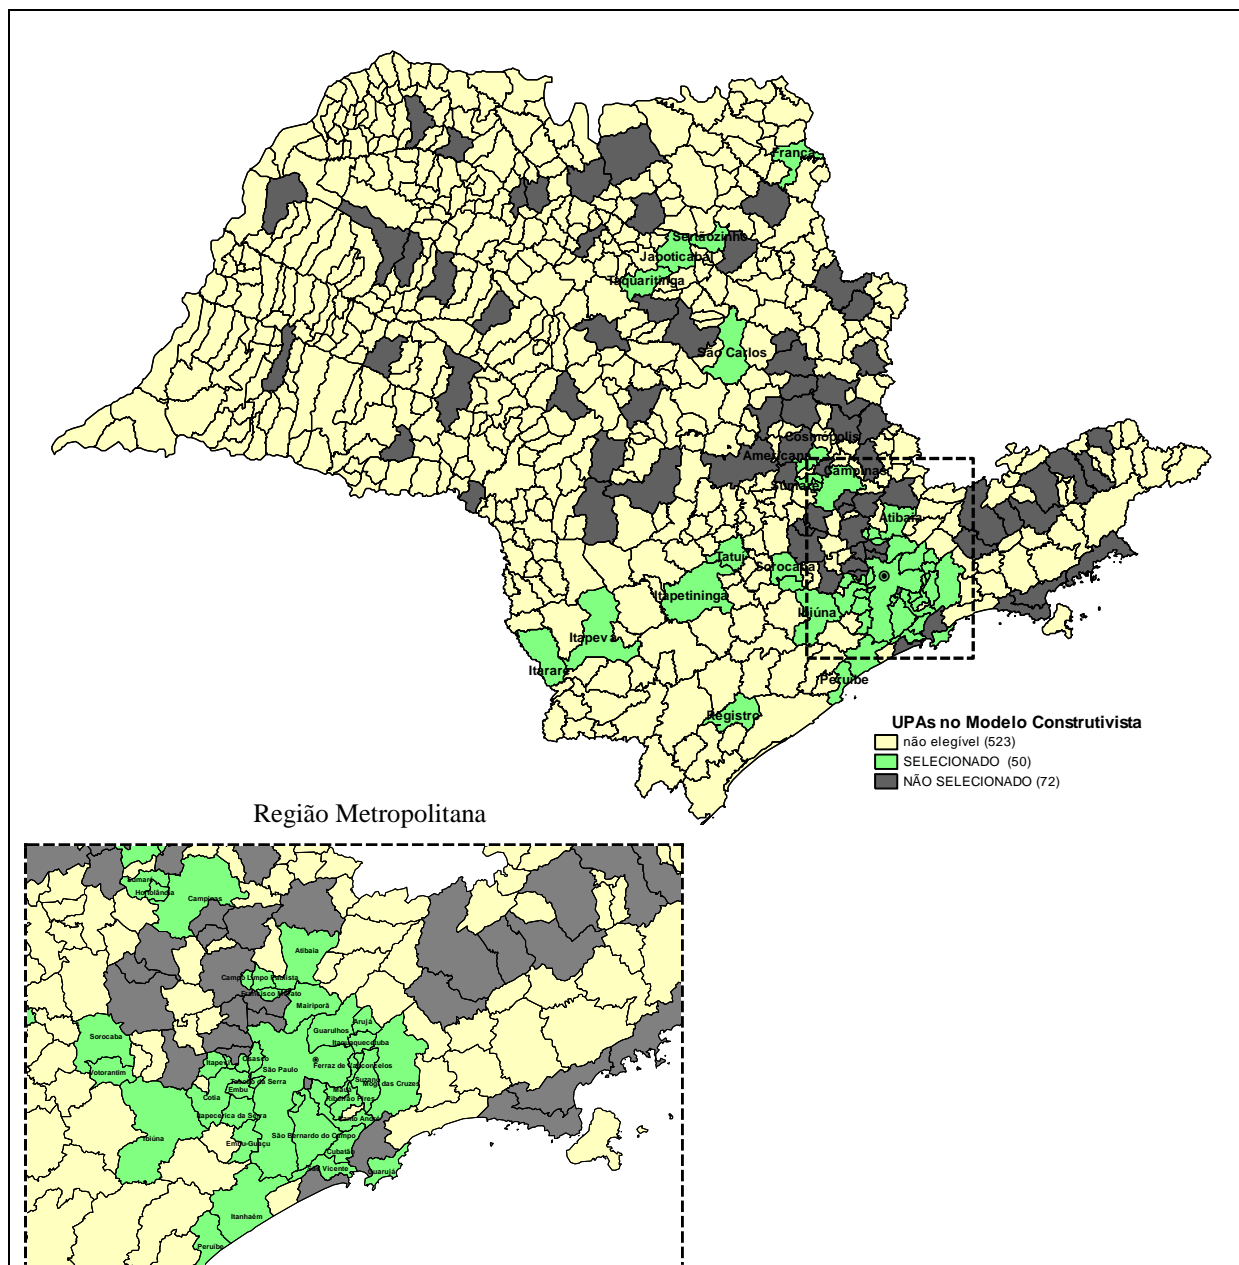 Franca
Sertãozinho
Jaboticabal
Taquaritinga
São Carlos
Cosmópolis
Americana
Campinas
Sumaré
Atibaia
Tatuí
Sorocaba
Itapetininga
Ibiúna
Itapeva
Itararé
Peruíbe
Registro
UPAs no Modelo Construtivista
não elegível (523)
SELECIONADO (50)
NÃO SELECIONADO (72)
Região Metropolitana
Sumaré
Hortolândia
Campinas
Atibaia
Campo Limpo Paulista
Francisco Morato
Mairiporã
Arujá
Guarulhos
Sorocaba
Itaquaquecetuba
Itapevi
Osasco
São Paulo
Ferraz de Vasconcelos
Votorantim
Suzano
Taboão da Serra
Mogi das Cruzes
Embu
Mauá
Cotia
Ribeirão Pires
Itapecerica da Serra
Santo André
Ibiúna
São Bernardo do Campo
Embu-Guaçu
Cubatão
São Vicente
Guarujá
Itanhaém
Peruíbe